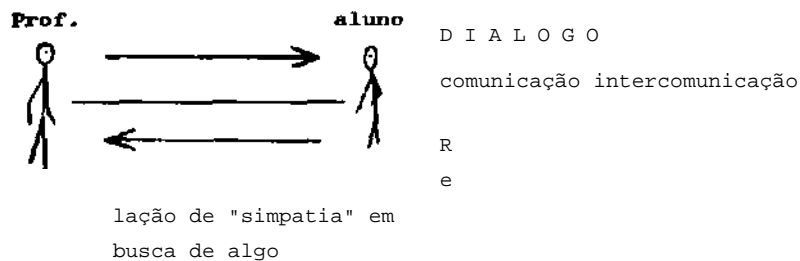 Prof.
aluno
D I A L O G O
comunicação intercomunicação
R
e
lação de "simpatia" em
busca de algo